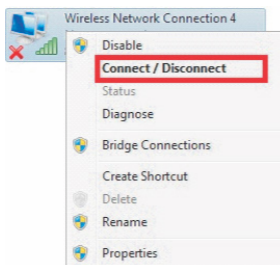 Wireless Network Connection 4
Disable
Connect / Disconnect
Status
Diagnose
Bridge Connections
Create Shortcut
Delete
Rename
Properties